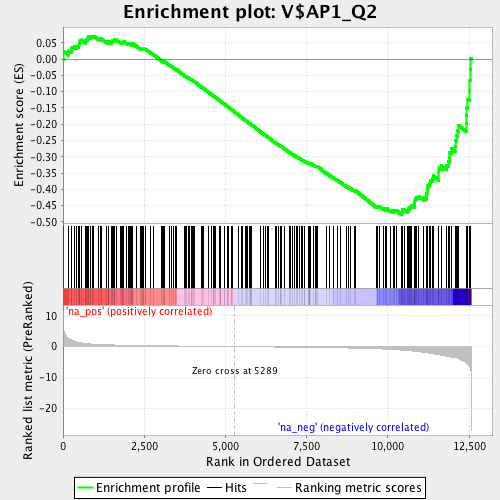 Enrichment plot: V$AP1_Q2
Enrichment score (ES)
0.05
0.00
-0.05
-0.10
-0.15
-0.20
-0.25
-0.30
-0.35
-0.40
-0.45
-0.50
Ranked list metric (PreRanked)
10
5
0
-5
-10
-15
-20
'na_pos' (positively correlated)
Zero cross at 5289
'na_neg' (negatively correlated)
0
2,500
5,000
7,500
10,000
12,500
Rank in Ordered Dataset
Enrichment profile
Hits
Ranking metric scores